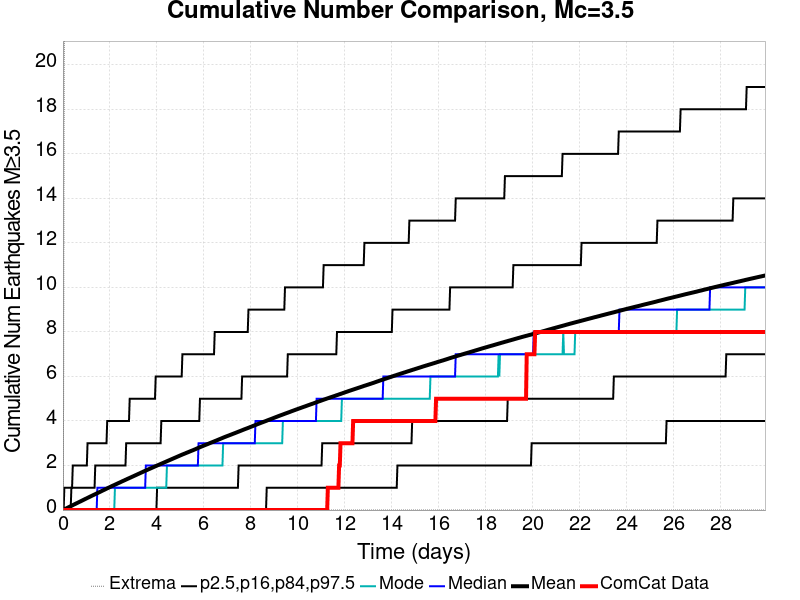 Cumulative Number Comparison, Mc=3.5
Cumulative Num Earthquakes M≥3.5
20
18
16
14
12
10
8
6
4
2
0
0 2 4 6 8 10 12 14 16 18 20 22 24 26 28
Time (days)
Extrema p2.5,p16,p84,p97.5 Mode Median Mean ComCat Data